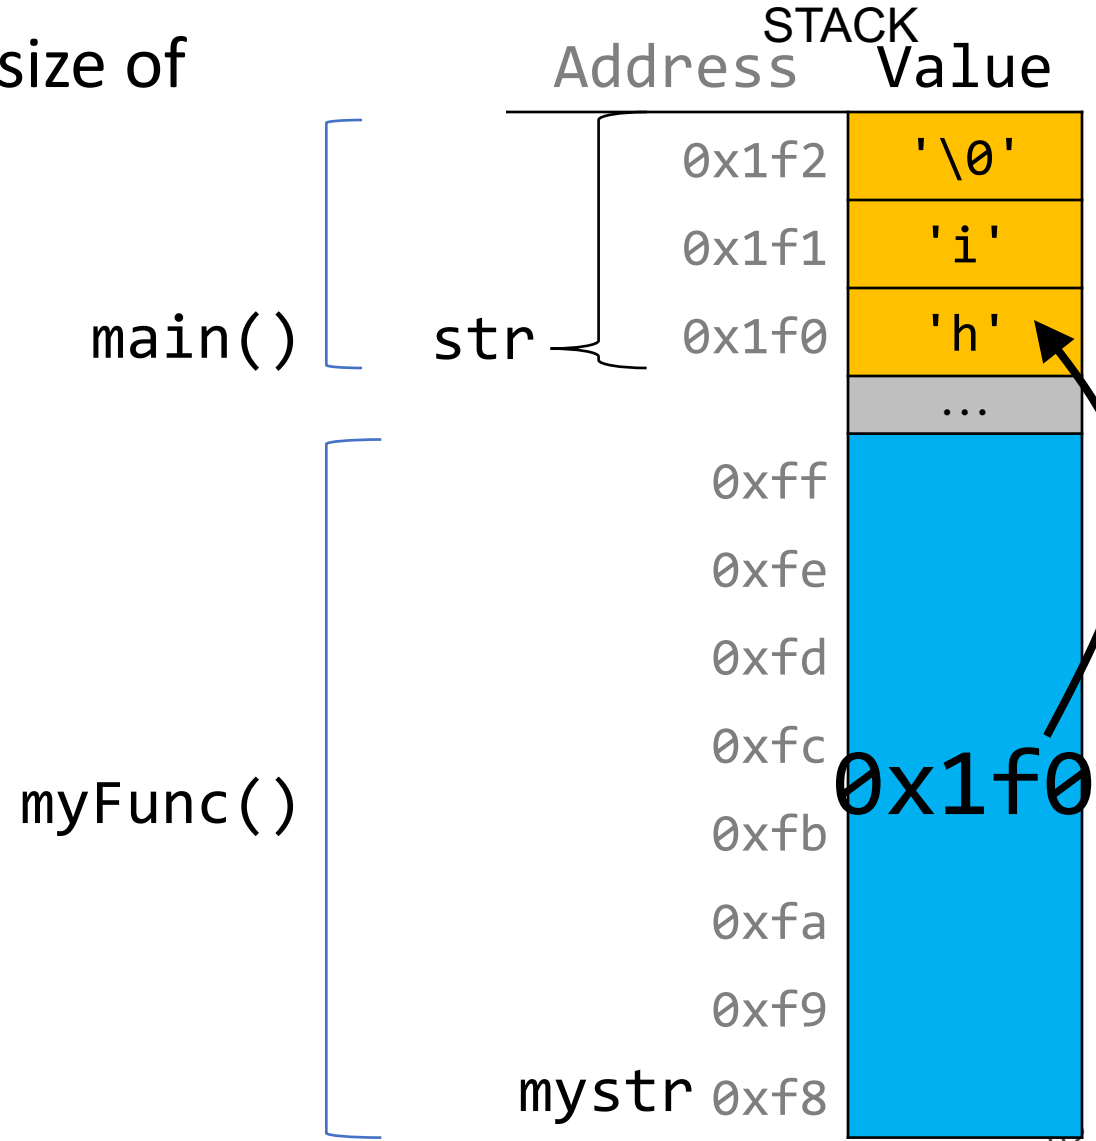 STACK
size of
Address Value
0x1f2 '\0'
0x1f1 'i'
main() str 0x1f0 'h'
...
0xff
0xfe
0xfd
0xfc
0x1f0
myFunc()
0xfb
0xfa
0xf9
mystr 0xf8